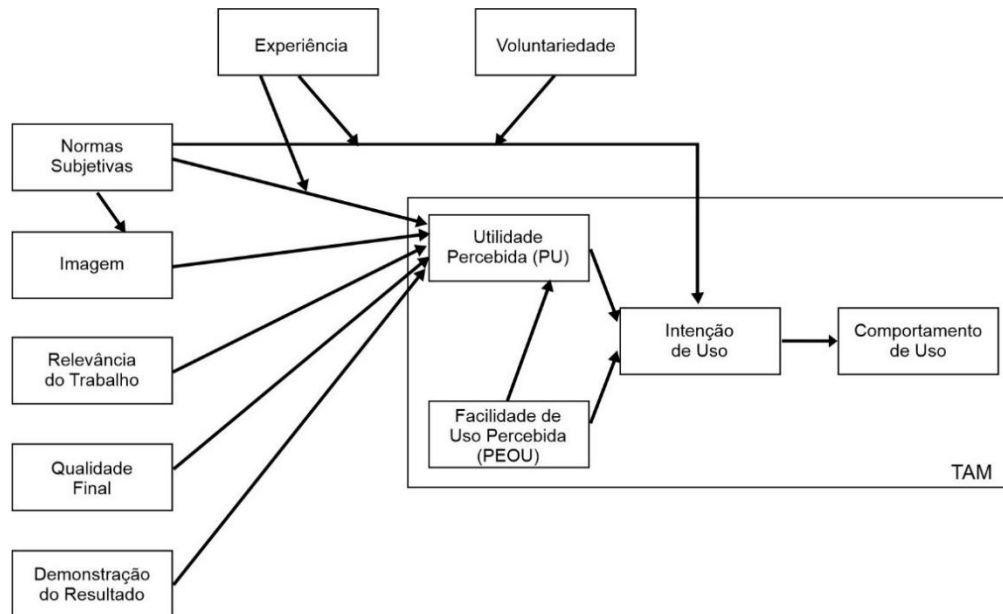 Experiência
Voluntariedade
Normas
Subjetivas
Imagem
Utilidade
Percebida (PU)
Relevância
do Trabalho
Intenção
de Uso
Comportamento
de Uso
Facilidade de
Uso Percebida
(PEOU)
Qualidade
Final
TAM
Demonstração
do Resultado